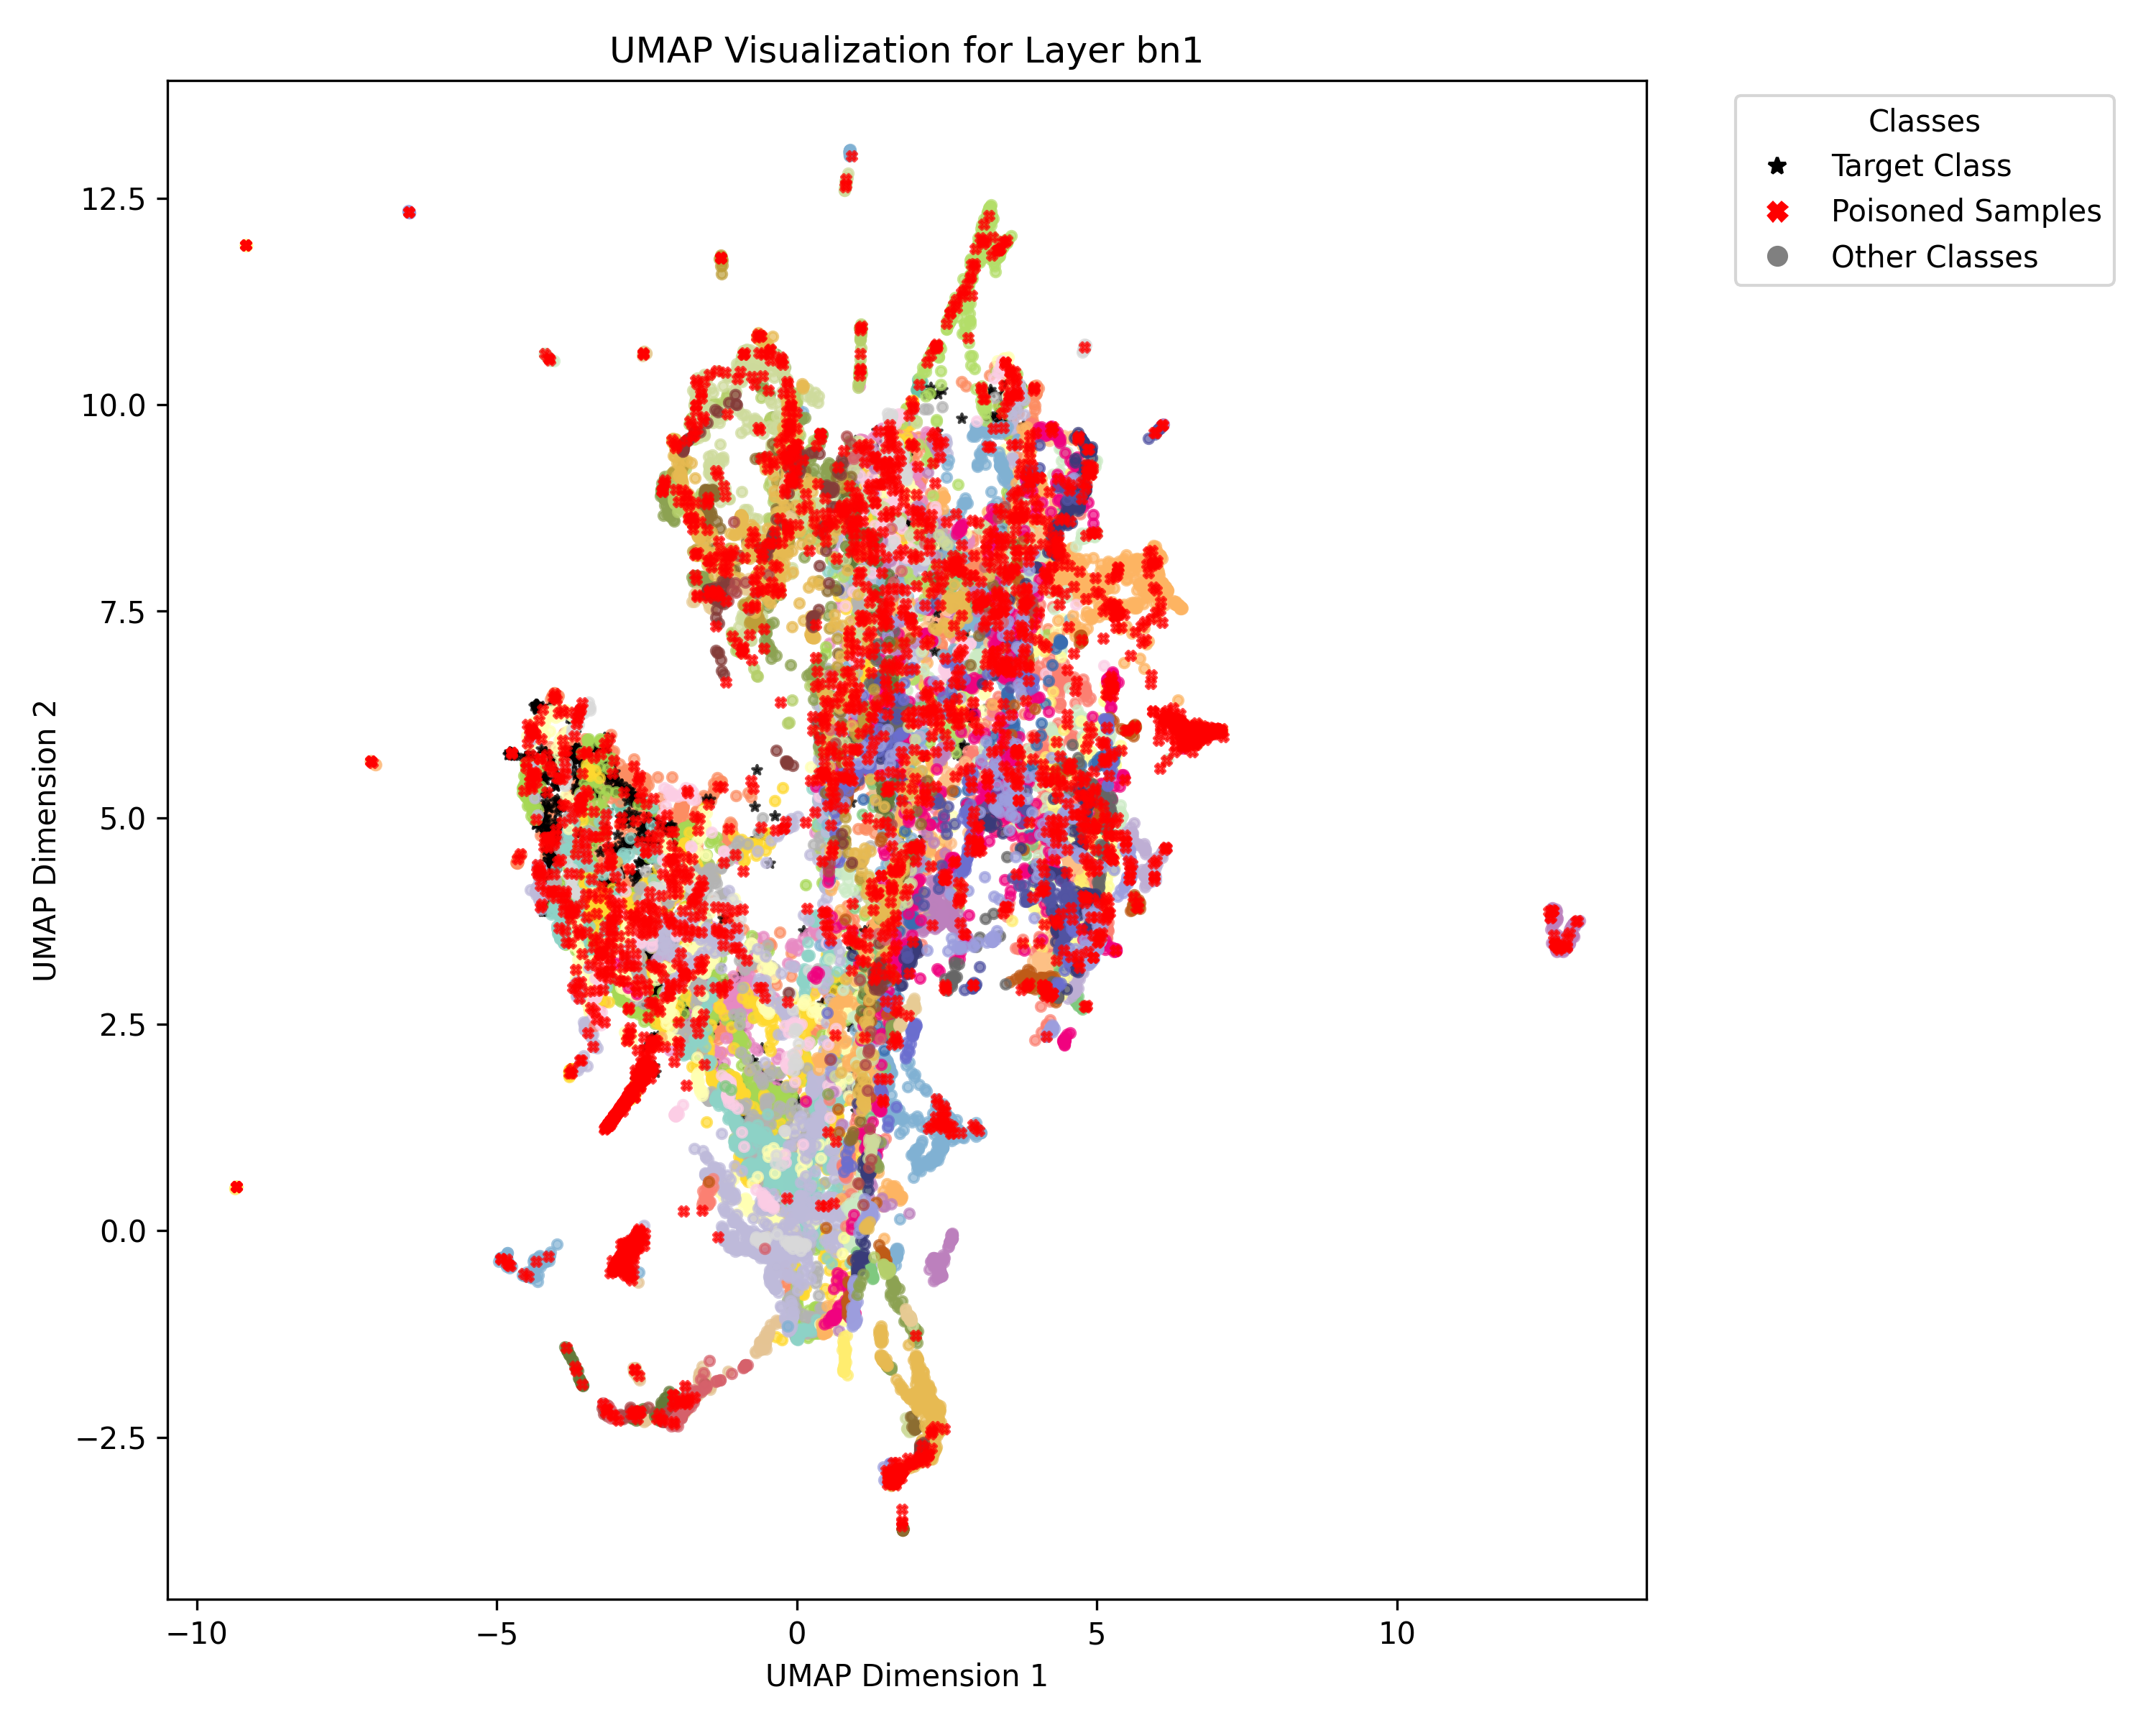 UMAP Visualization for Layer bn1
Classes
Target Class
Poisoned Samples
Other Classes
12.5
10.0
7.5
5.0
2.5
0.0
−2.5
UMAP Dimension 2
−10
−5
0
5
10
UMAP Dimension 1